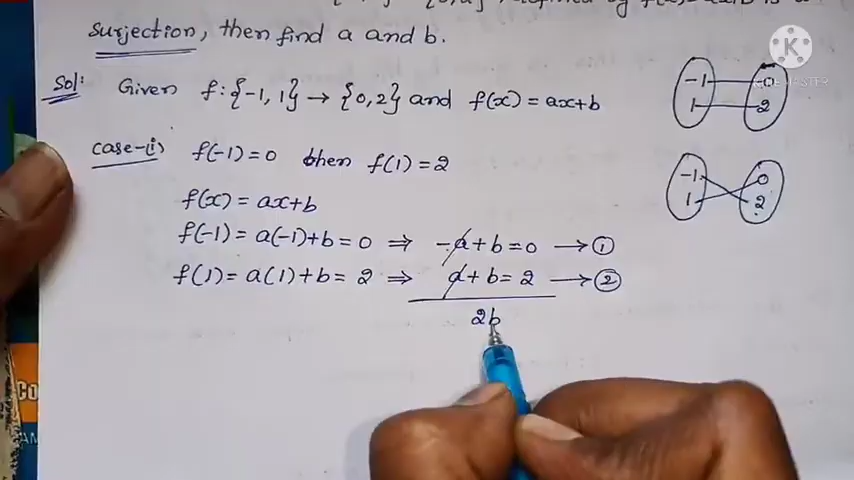 surjection, then find a and b.
Sol: Given f:{-1, 1} → {0, 2} and f(x) = ax+b
-1 0
1 2
case-(i) f(-1) = 0 then f(1) = 2
-1 0
1 2
f(x) = ax+b
f(-1) = a(-1)+b = 0 ⇒ -a+b = 0 → ①
f(1) = a(1)+b = 2 ⇒ a+b = 2 → ②
2b
K
KINEMASTER
Co